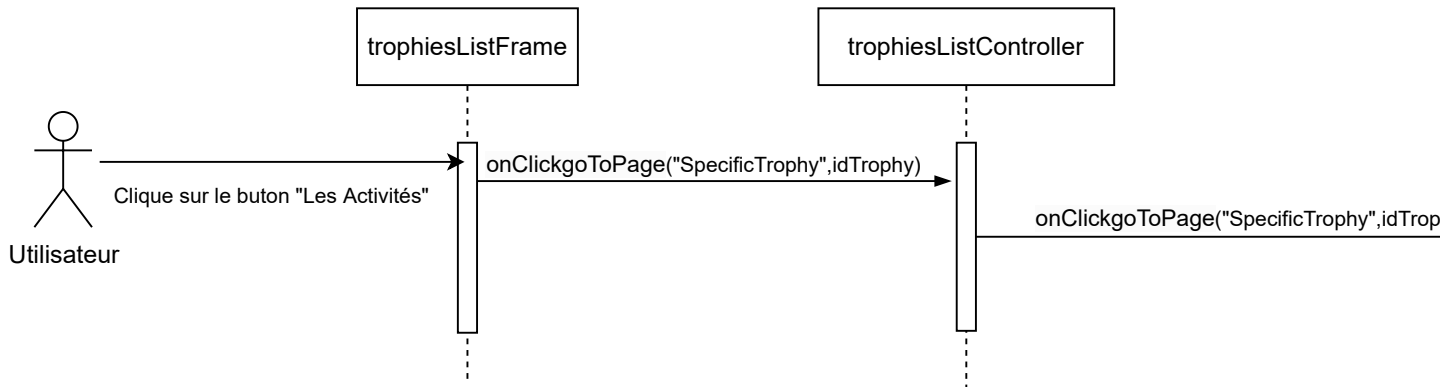 trophiesListFrame
trophiesListController
onClickgoToPage("SpecificTrophy",idTrophy)
Clique sur le buton "Les Activités"
onClickgoToPage("SpecificTrophy",idTrop
Utilisateur